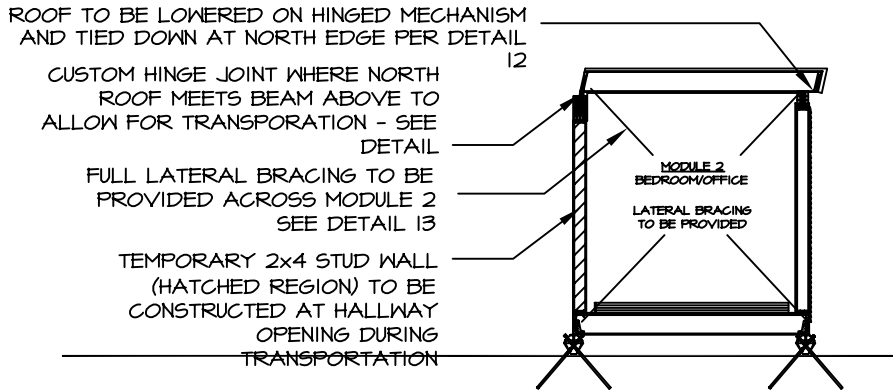 ROOF TO BE LOWERED ON HINGED MECHANISM
AND TIED DOWN AT NORTH EDGE PER DETAIL
12
CUSTOM HINGE JOINT WHERE NORTH
ROOF MEETS BEAM ABOVE TO
ALLOW FOR TRANSPORATION - SEE
DETAIL
FULL LATERAL BRACING TO BE
PROVIDED ACROSS MODULE 2
SEE DETAIL 13
TEMPORARY 2x4 STUD WALL
(HATCHED REGION) TO BE
CONSTRUCTED AT HALLWAY
OPENING DURING
TRANSPORTATION
MODULE 2
BEDROOM/OFFICE
LATERAL BRACING
TO BE PROVIDED